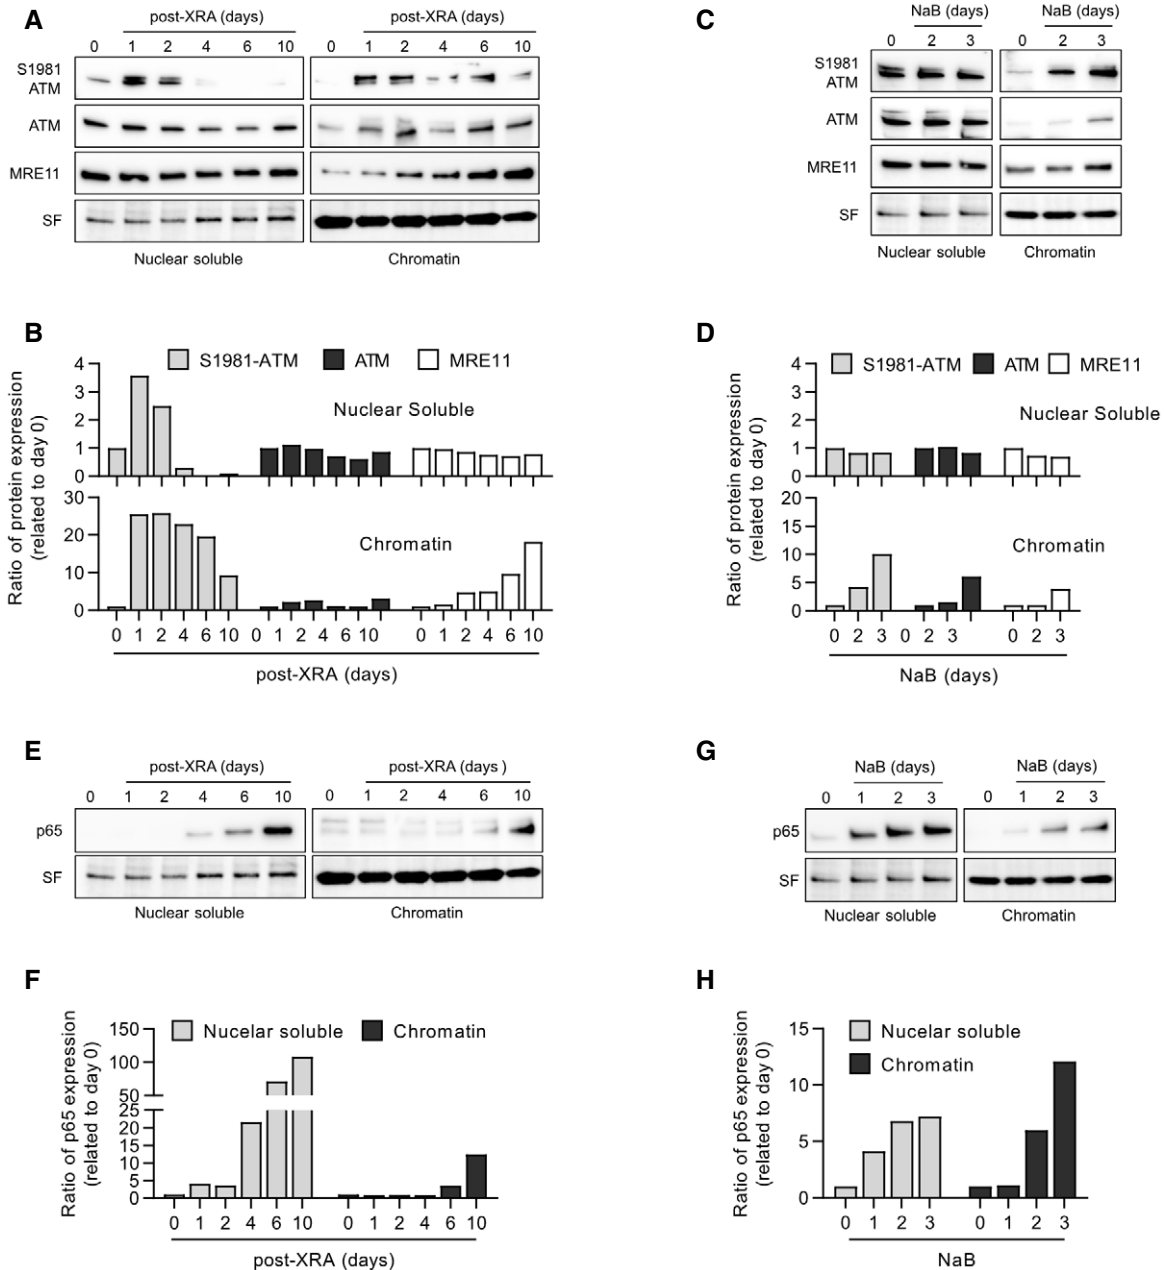 A
post-XRA (days)
post-XRA (days)
0 1 2 4 6 10 0 1 2 4 6 10
S1981
ATM
ATM
MRE11
SF
Nuclear soluble Chromatin
C
NaB (days) NaB (days)
0 2 3 0 2 3
S1981
ATM
ATM
MRE11
SF
Nuclear soluble Chromatin
B
Ratio of protein expression
(related to day 0)
S1981-ATM ATM MRE11
Nuclear Soluble
4
3
2
1
0
Chromatin
30
20
10
0
0 1 2 4 6 10 0 1 2 4 6 10 0 1 2 4 6 10
post-XRA (days)
D
Ratio of protein expression
(related to day 0)
S1981-ATM ATM MRE11
Nuclear Soluble
4
3
2
1
0
Chromatin
20
15
10
5
0
0 2 3 0 2 3 0 2 3
NaB (days)
E
post-XRA (days) post-XRA (days )
0 1 2 4 6 10 0 1 2 4 6 10
p65
SF
Nuclear soluble Chromatin
G
NaB (days) NaB (days)
0 1 2 3 0 1 2 3
p65
SF
Nuclear soluble Chromatin
F
Ratio of p65 expression
(related to day 0)
Nucelar soluble Chromatin
150
100
50
25
20
15
10
5
0
0 1 2 4 6 10 0 1 2 4 6 10
post-XRA (days)
H
Ratio of p65 expression
(related to day 0)
Nucelar soluble
Chromatin
15
10
5
0
0 1 2 3 0 1 2 3
NaB